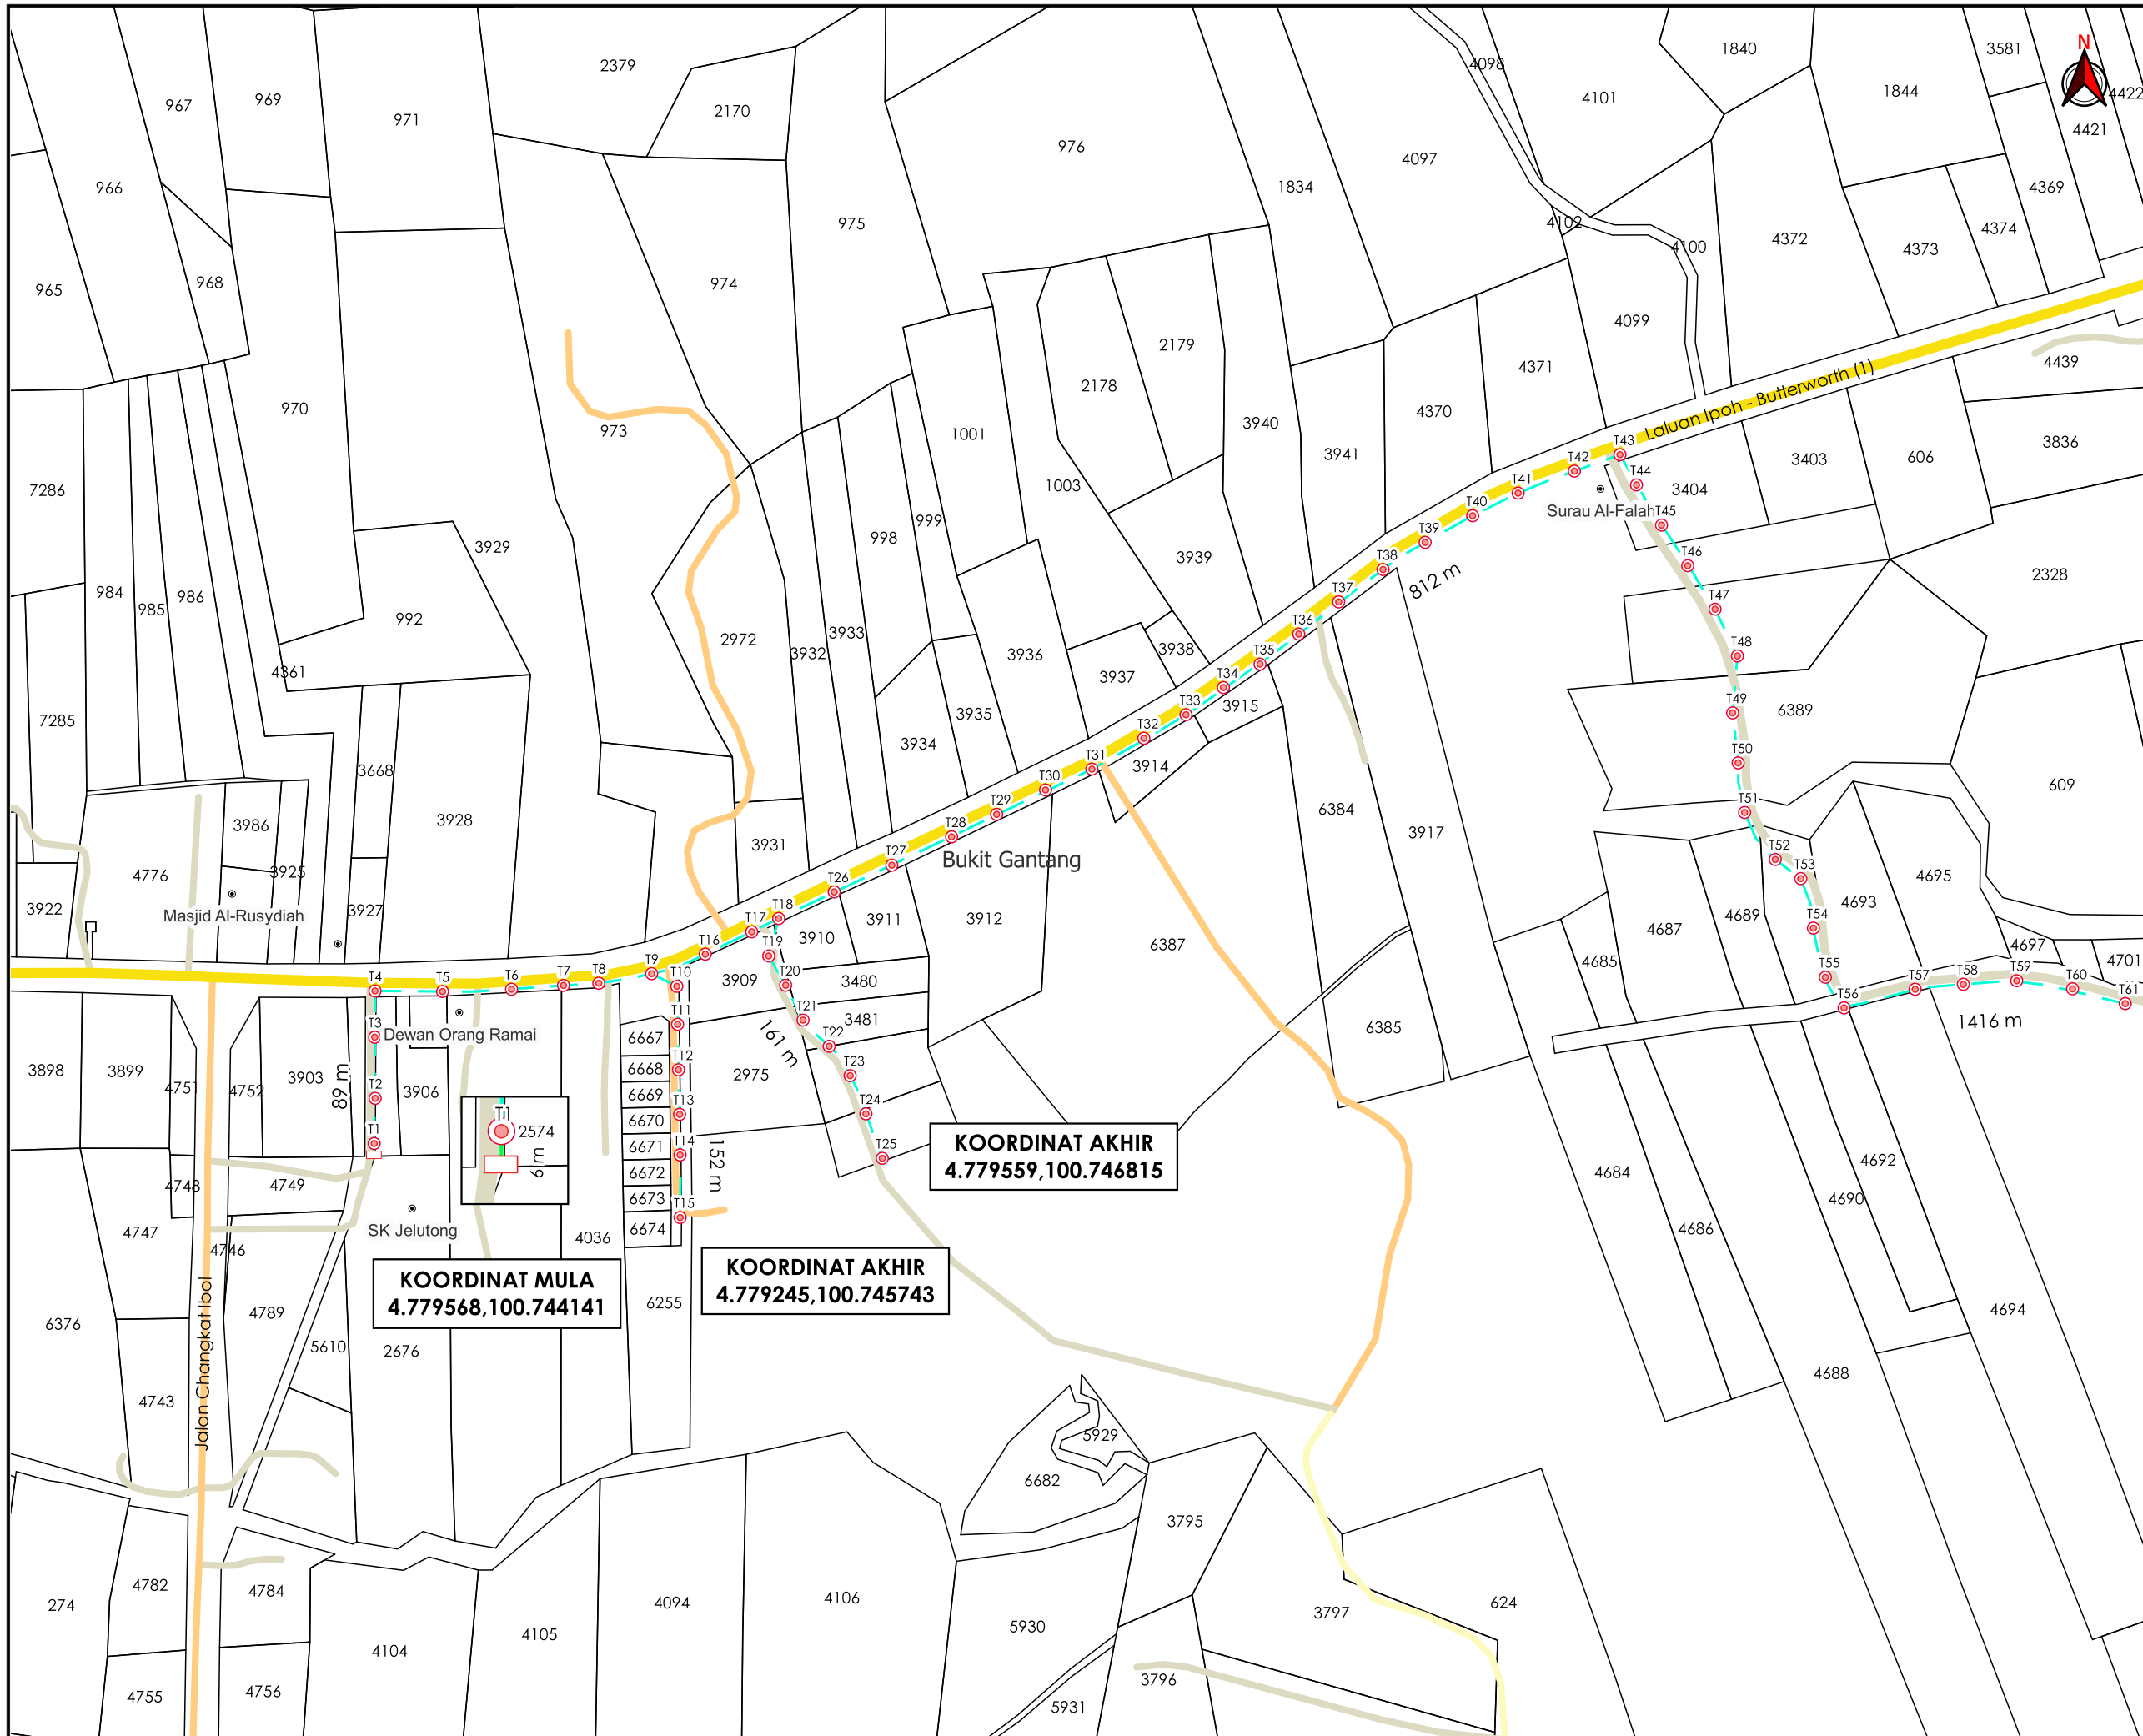 N
2379
1840
3581
4098
967
969
971
2170
4101
1844
4422
4421
976
4097
966
1834
4369
975
4102
4372
4100
4373
4374
965
968
974
4099
2179
4439
2178
4371
Laluan Ipoh - Butterworth (1)
970
973
1001
3940
4370
3941
3836
3403
606
7286
1003
T43
T42
T44
3404
T41
T40
Surau Al-Falah
T45
999
998
3929
T39
3939
T38
812 m
T46
2328
984
985
986
T37
T47
992
2972
3932
3933
T36
3936
3938
T35
T48
4361
3937
T34
7285
3935
T33
3915
T49
6389
3934
T32
T50
3668
T31
3914
609
T30
3928
T29
6384
T51
3986
T28
3917
3931
T27
Bukit Gantang
T52
T53
4776
3925
T26
4695
3922
Masjid Al-Rusydiah
3927
T18
T17
3910
3911
3912
4693
4687
4689
T54
T16
T19
6387
4697
4701
4685
T4
T5
T6
T7
T8
T9
T10
3909
T20
3480
T55
T57
T58
T59
T60
T61
T56
T3
Dewan Orang Ramai
T11
T21
3481
1416 m
6667
161 m
T22
6385
3898
3899
4751
4752
3903
89 m
T2
3906
6668
T12
2975
T23
6669
T13
T24
6670
T1
T1
2574
6 m
6671
T14
152 m
T25
KOORDINAT AKHIR
4.779559,100.746815
4692
4684
6672
4748
4749
6673
T15
4690
4747
SK Jelutong
6674
4686
4746
4036
KOORDINAT MULA
4.779568,100.744141
KOORDINAT AKHIR
4.779245,100.745743
6376
Jalan Changkat Ibol
4789
6255
4694
5610
2676
4688
4743
5929
6682
3795
4782
4784
274
4094
4106
624
3797
4105
5930
4104
4755
4756
3796
5931